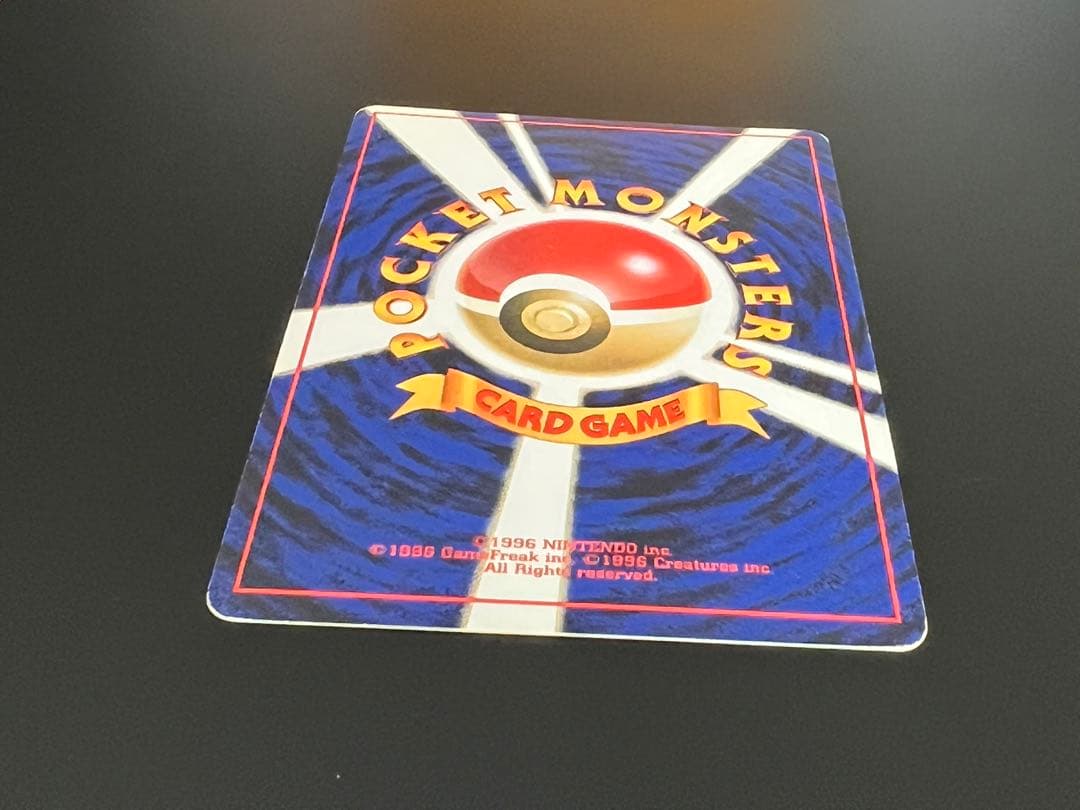 POCKET MONSTERS
CARD GAME
©1996 NINTENDO inc.
©1996 GameFreak inc. ©1996 Creatures inc.
All Rights reserved.